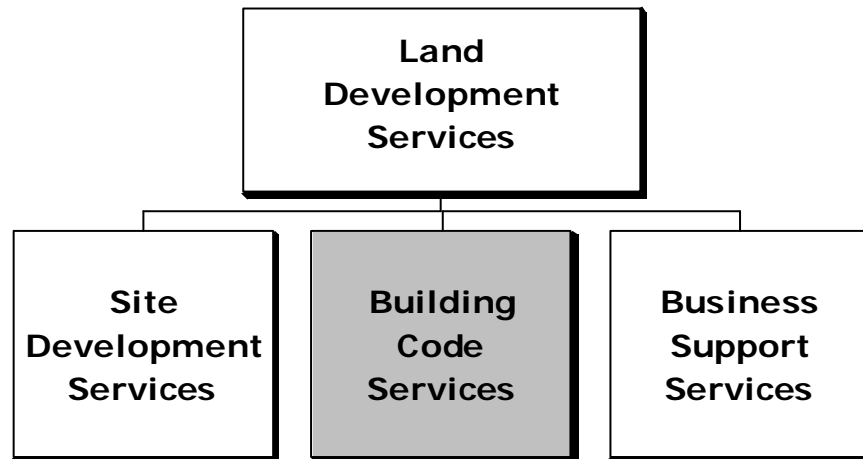 Land
Development
Services
Site
Development
Services
Building
Code
Services
Business
Support
Services